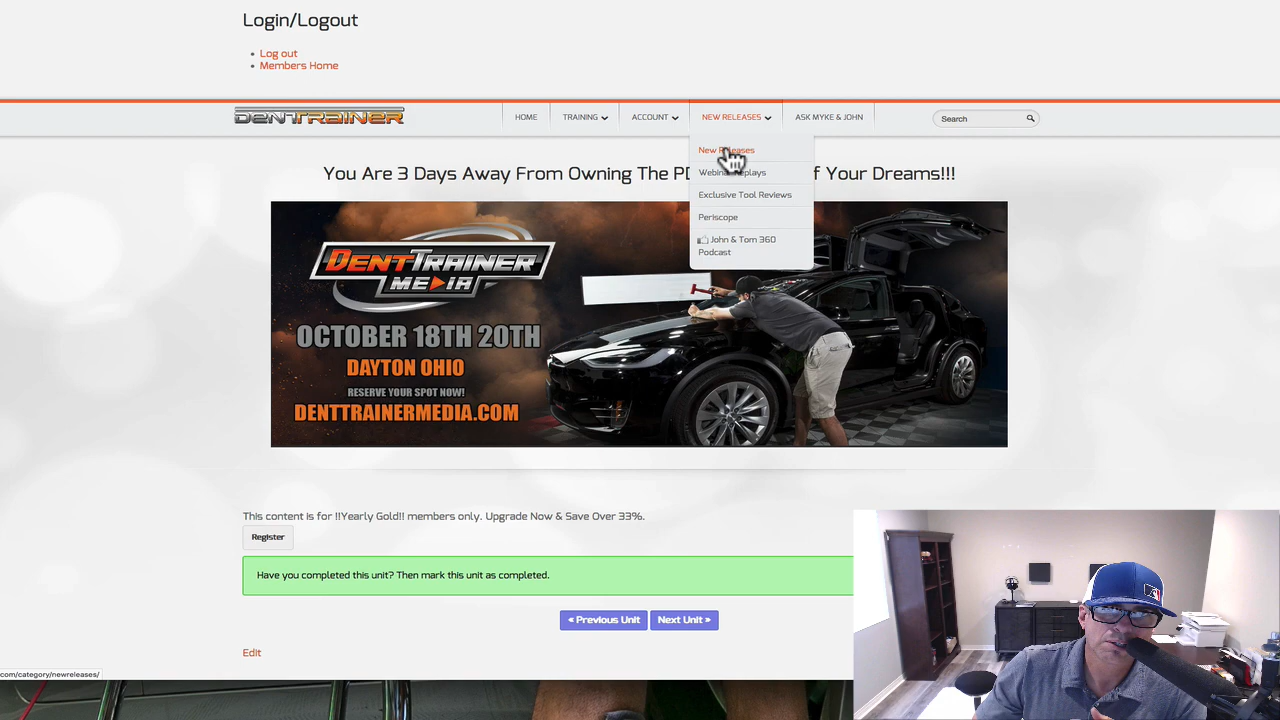 Login/Logout
Log out
Members Home
DENTTRAINER
HOME
TRAINING
ACCOUNT
NEW RELEASES
ASK MYKE & JOHN
Search
New Releases
Webinar Replays
Exclusive Tool Reviews
Periscope
John & Tom 360
Podcast
You Are 3 Days Away From Owning The f Your Dreams!!!
DENTTRAINER
MEDIA
OCTOBER 18TH 20TH
DAYTON OHIO
RESERVE YOUR SPOT NOW!
DENTTRAINERMEDIA.COM
This content is for !!Yearly Gold!! members only. Upgrade Now & Save Over 33%.
Register
Have you completed this unit? Then mark this unit as completed.
« Previous Unit
Next Unit »
Edit
com/category/newreleases/